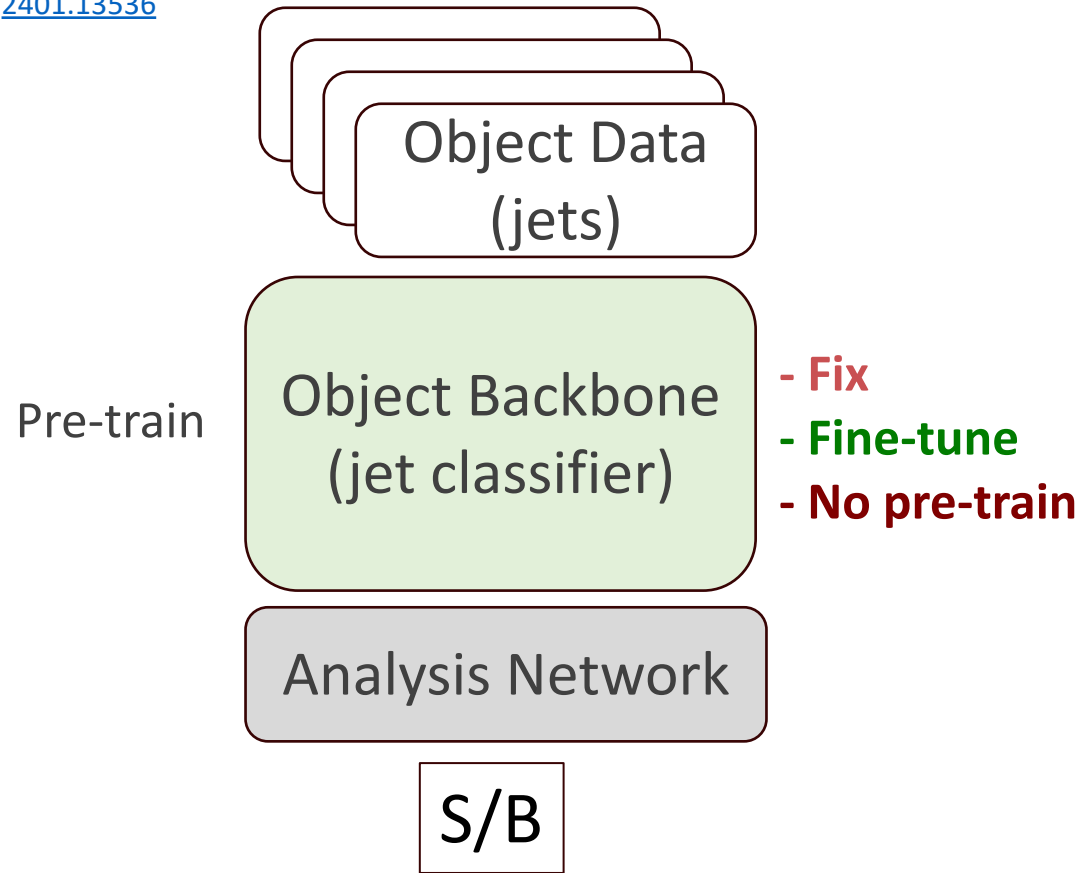 2401.13536
Object Data
(jets)
Pre-train
Object Backbone
(jet classifier)
- Fix
- Fine-tune
- No pre-train
Analysis Network
S/B